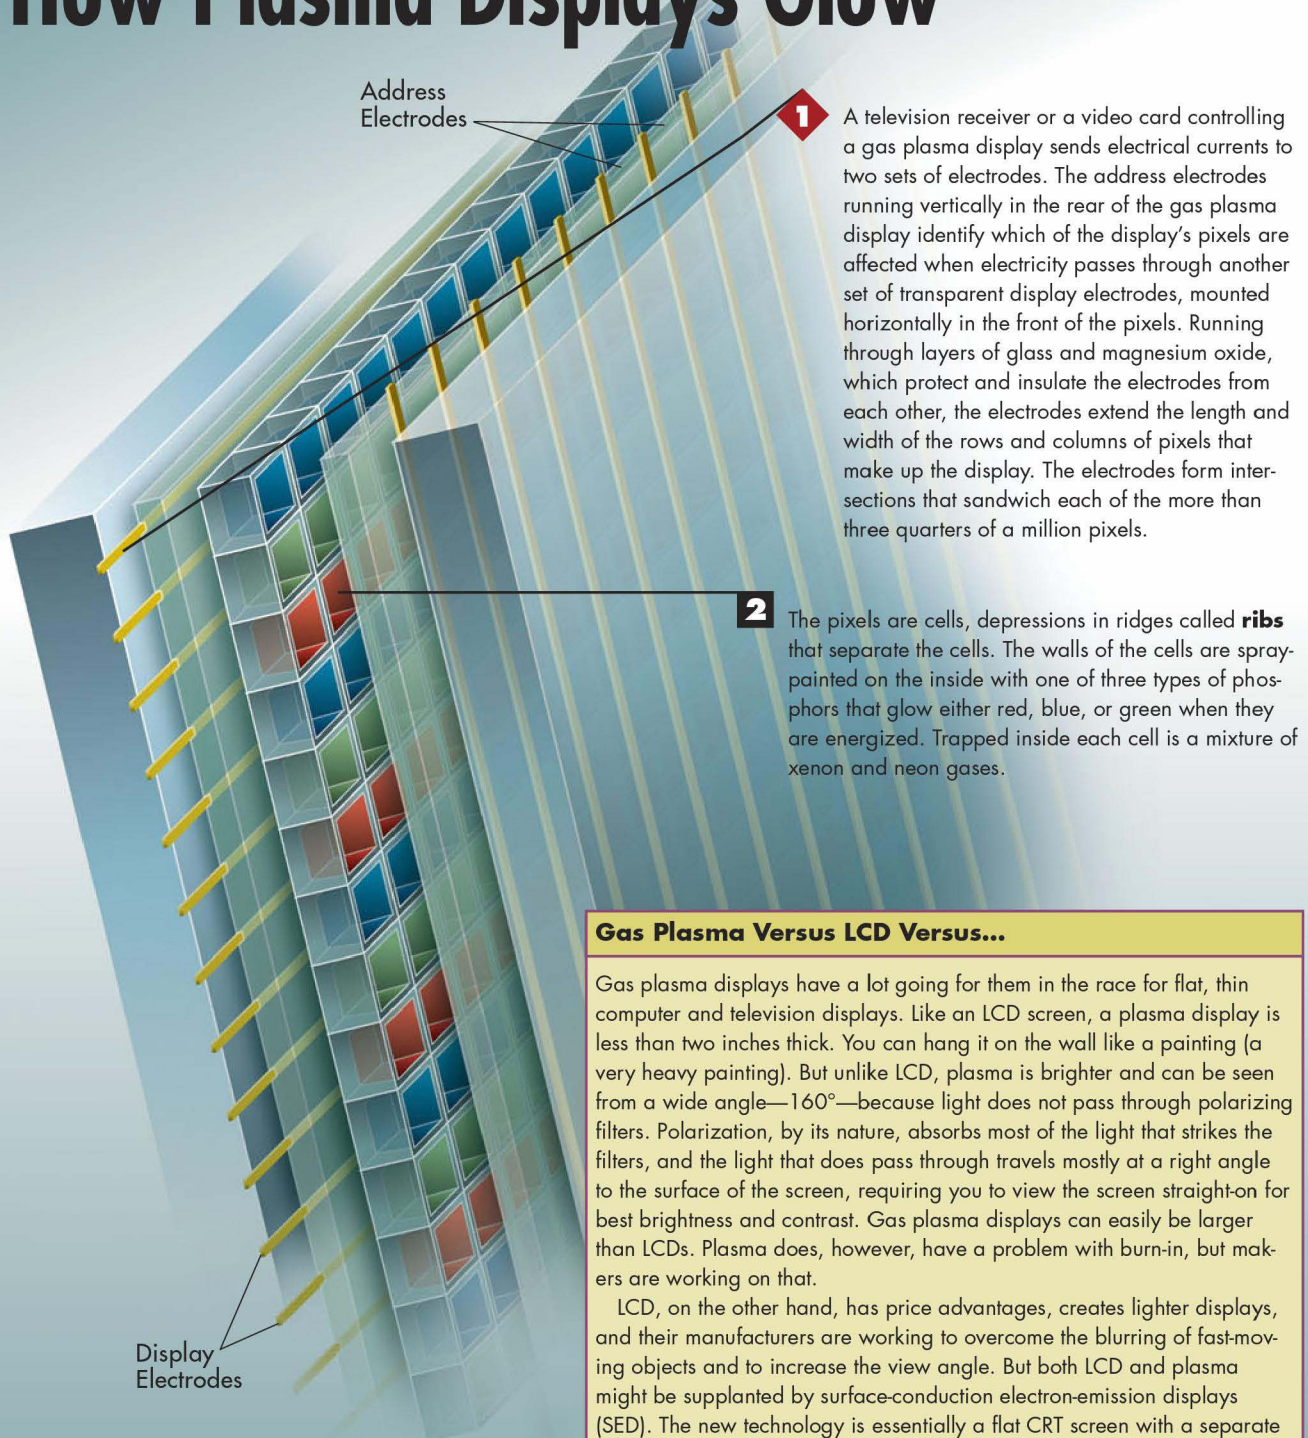 How Plasma Displays Glow
Address
Electrodes
1
A television receiver or a video card controlling
a gas plasma display sends electrical currents to
two sets of electrodes. The address electrodes
running vertically in the rear of the gas plasma
display identify which of the display's pixels are
affected when electricity passes through another
set of transparent display electrodes, mounted
horizontally in the front of the pixels. Running
through layers of glass and magnesium oxide,
which protect and insulate the electrodes from
each other, the electrodes extend the length and
width of the rows and columns of pixels that
make up the display. The electrodes form inter-
sections that sandwich each of the more than
three quarters of a million pixels.
2
The pixels are cells, depressions in ridges called ribs
that separate the cells. The walls of the cells are spray-
painted on the inside with one of three types of phos-
phors that glow either red, blue, or green when they
are energized. Trapped inside each cell is a mixture of
xenon and neon gases.
Gas Plasma Versus LCD Versus...
Gas plasma displays have a lot going for them in the race for flat, thin
computer and television displays. Like an LCD screen, a plasma display is
less than two inches thick. You can hang it on the wall like a painting (a
very heavy painting). But unlike LCD, plasma is brighter and can be seen
from a wide angle—160°—because light does not pass through polarizing
filters. Polarization, by its nature, absorbs most of the light that strikes the
filters, and the light that does pass through travels mostly at a right angle
to the surface of the screen, requiring you to view the screen straight-on for
best brightness and contrast. Gas plasma displays can easily be larger
than LCDs. Plasma does, however, have a problem with burn-in, but mak-
ers are working on that.
LCD, on the other hand, has price advantages, creates lighter displays,
and their manufacturers are working to overcome the blurring of fast-mov-
ing objects and to increase the view angle. But both LCD and plasma
might be supplanted by surface-conduction electron-emission displays
(SED). The new technology is essentially a flat CRT screen with a separate
Display
Electrodes